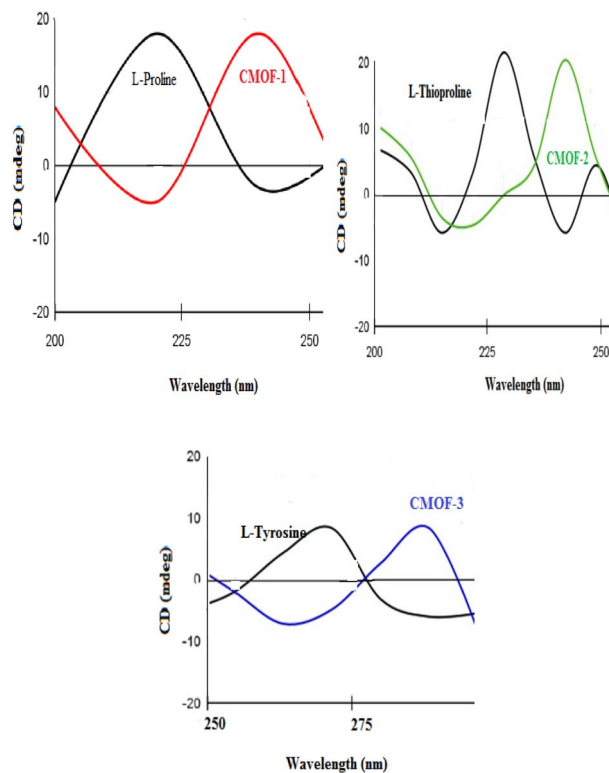 20
10
0
-10
-20
CD (mdeg)
L-Proline
CMOF-1
200
225
250
Wavelength (nm)
20
10
0
-10
-20
CD (mdeg)
L-Thioproline
CMOF-2
200
225
250
Wavelength (nm)
20
10
0
-10
-20
CD (mdeg)
L-Tyrosine
CMOF-3
250
275
Wavelength (nm)